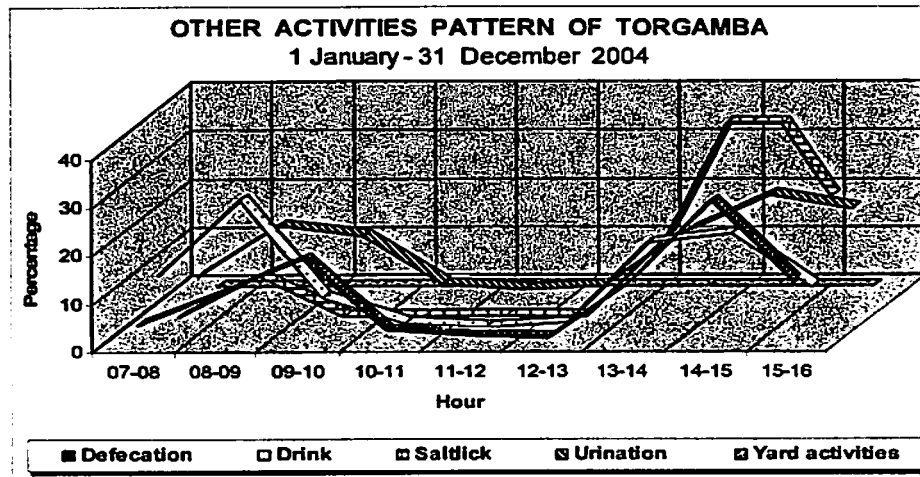 OTHER ACTIVITIES PATTERN OF TORGAMBA
1 January - 31 December 2004
40
30
20
10
0
Percentage
07-08 08-09 09-10 10-11 11-12 12-13 13-14 14-15 15-16
Hour
Defecation Drink Saltlick Urination Yard activities